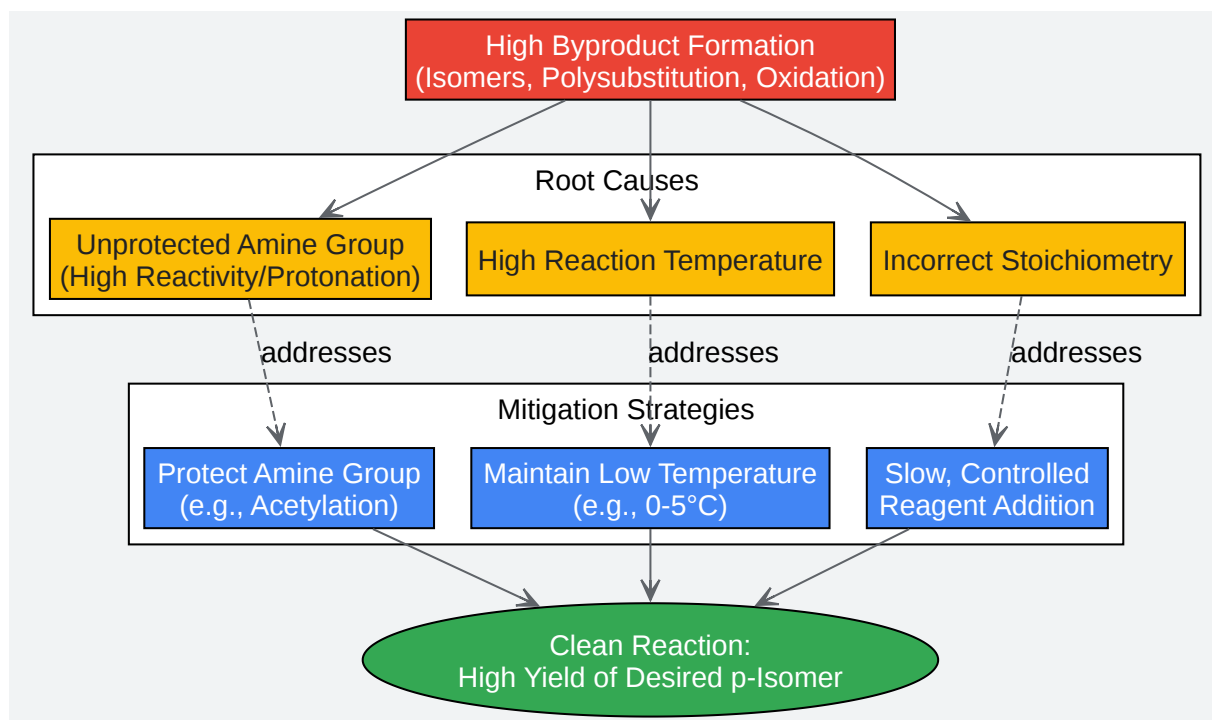 High Byproduct Formation
(Isomers, Polysubstitution, Oxidation)
Root Causes
Unprotected Amine Group
(High Reactivity/Protonation)
High Reaction Temperature
Incorrect Stoichiometry
addresses
addresses
addresses
Mitigation Strategies
Protect Amine Group
(e.g., Acetylation)
Maintain Low Temperature
(e.g., 0-5°C)
Slow, Controlled
Reagent Addition
Clean Reaction:
High Yield of Desired p-Isomer